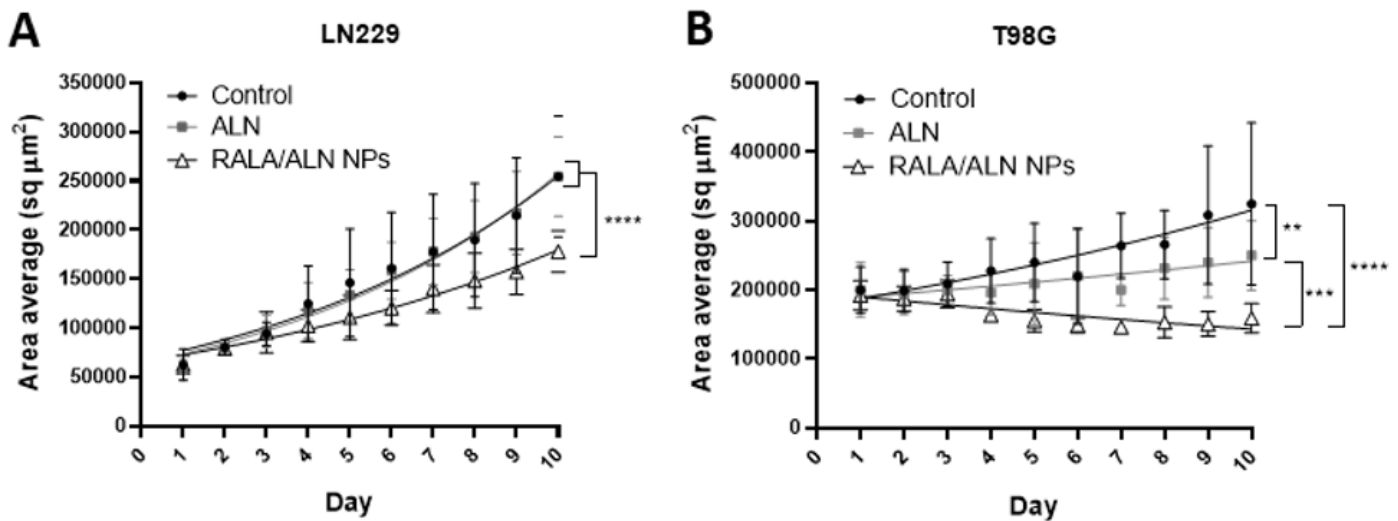 A
LN229
Area average (sq μm²)
350000
300000
250000
200000
150000
100000
50000
0
Control
ALN
RALA/ALN NPs
****
0 1 2 3 4 5 6 7 8 9 10
Day
B
T98G
Area average (sq μm²)
500000
400000
300000
200000
100000
0
Control
ALN
RALA/ALN NPs
**
***
****
0 1 2 3 4 5 6 7 8 9 10
Day